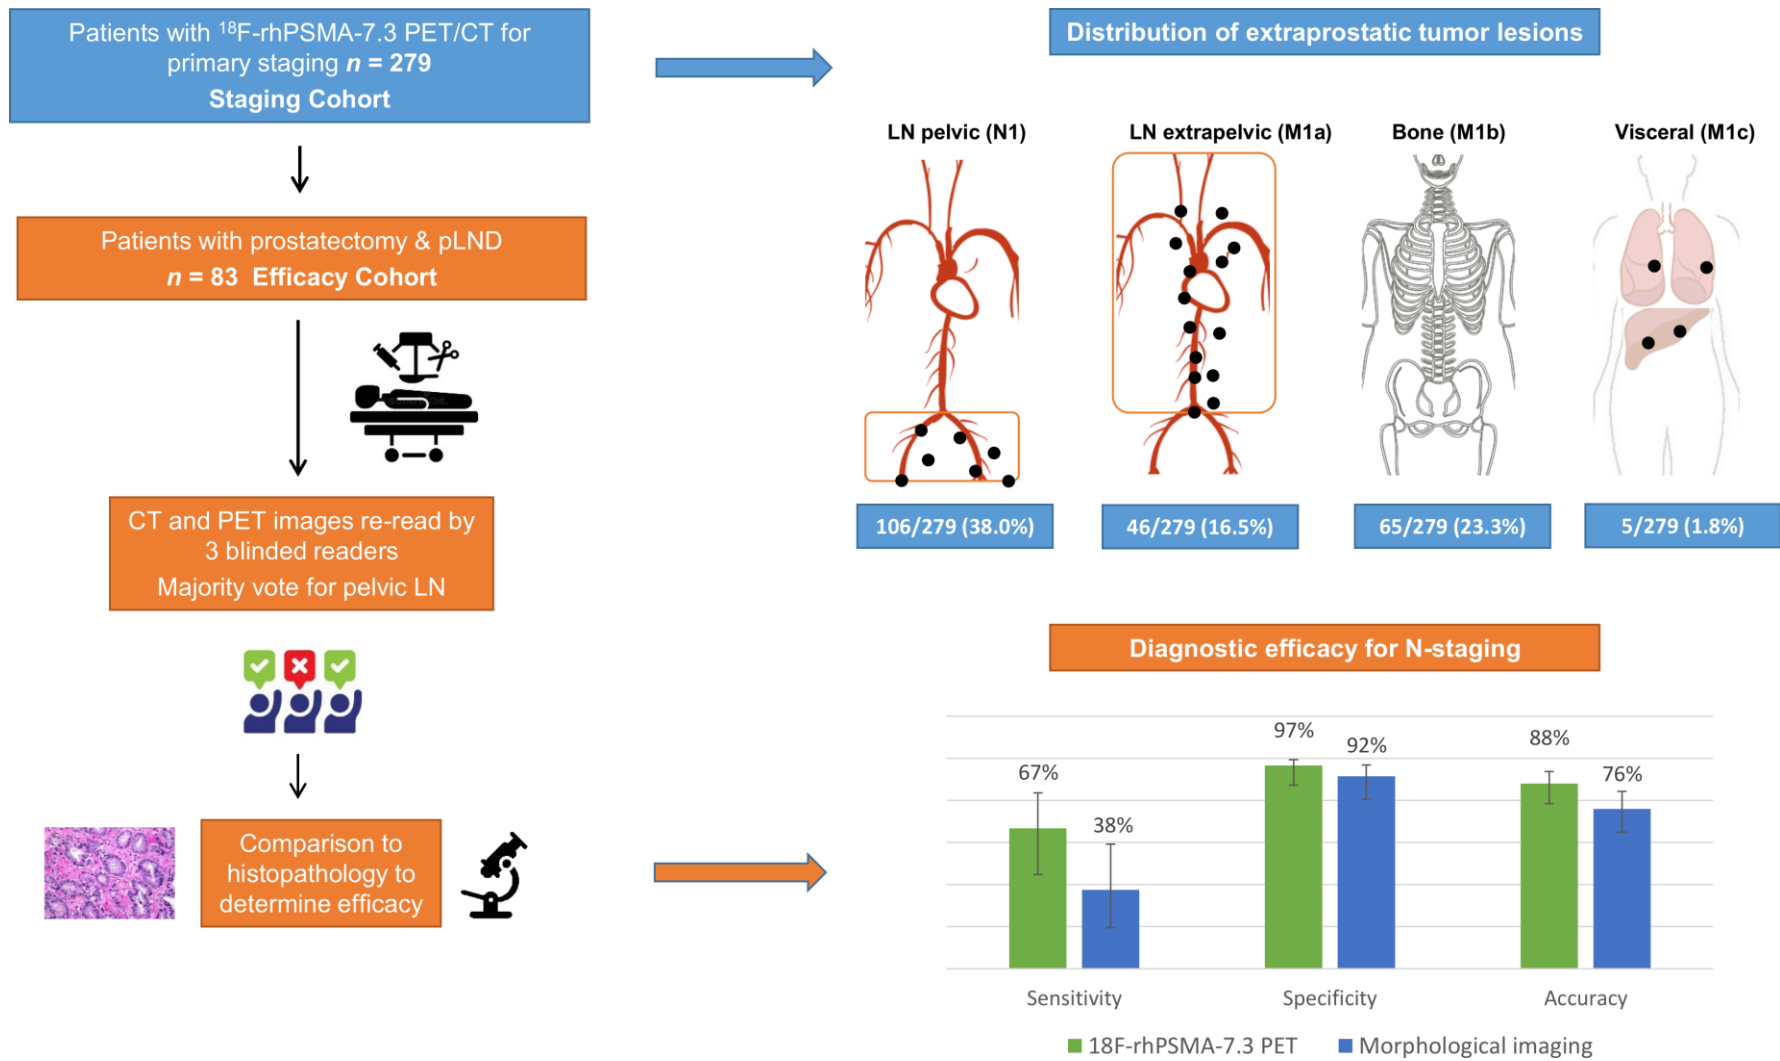 Patients with ¹⁸F-rhPSMA-7.3 PET/CT for
primary staging n = 279
Staging Cohort
Patients with prostatectomy & pLND
n = 83 Efficacy Cohort
CT and PET images re-read by
3 blinded readers
Majority vote for pelvic LN
Comparison to
histopathology to
determine efficacy
Distribution of extraprostatic tumor lesions
LN pelvic (N1)
LN extrapelvic (M1a)
Bone (M1b)
Visceral (M1c)
106/279 (38.0%)
46/279 (16.5%)
65/279 (23.3%)
5/279 (1.8%)
Diagnostic efficacy for N-staging
67%
38%
97%
92%
88%
76%
Sensitivity
Specificity
Accuracy
18F-rhPSMA-7.3 PET
Morphological imaging